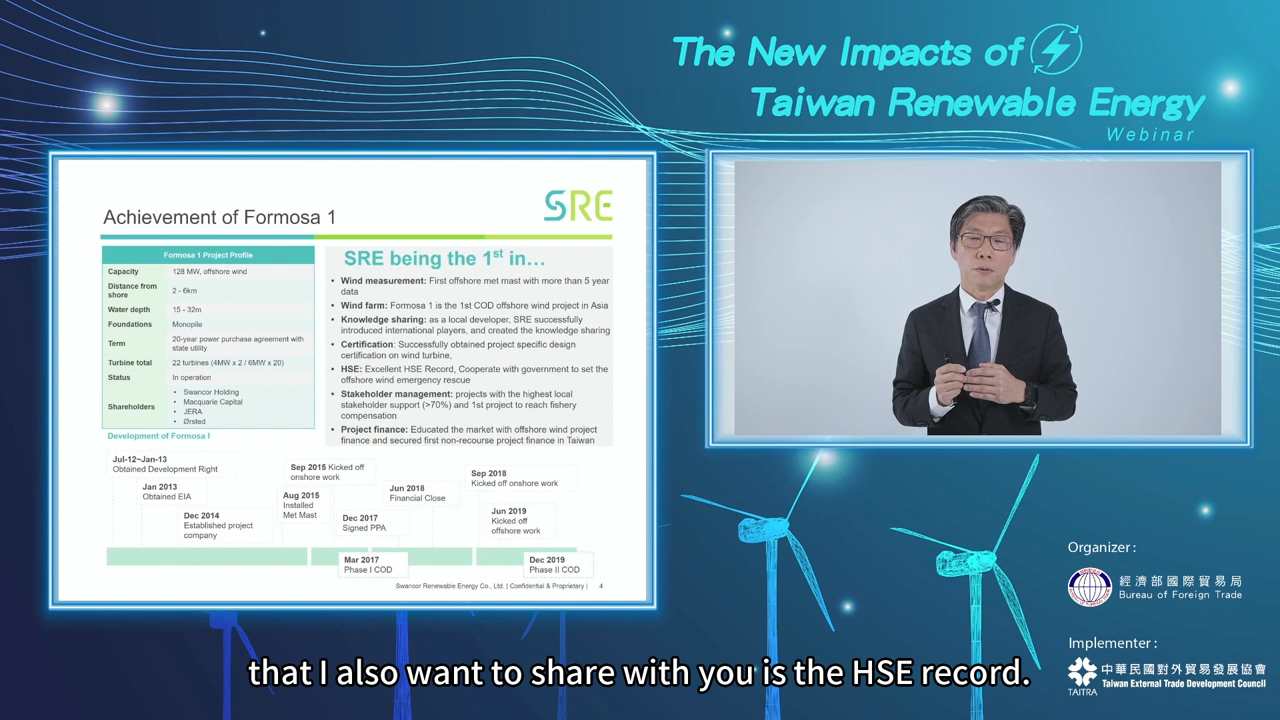 The New Impacts of
Taiwan Renewable Energy
Webinar
SRE
Achievement of Formosa 1
Formosa 1 Project Profile
Capacity 128 MW, offshore wind
Distance from shore 2 - 6km
Water depth 15 - 32m
Foundations Monopile
Term 20-year power purchase agreement with state utility
Turbine total 22 turbines (4MW x 2 / 6MW x 20)
Status In operation
Shareholders
• Swancor Holding
• Macquarie Capital
• JERA
• Ørsted
SRE being the 1st in…
• Wind measurement: First offshore met mast with more than 5 year
data
• Wind farm: Formosa 1 is the 1st COD offshore wind project in Asia
• Knowledge sharing: as a local developer, SRE successfully
introduced international players, and created the knowledge sharing
• Certification: Successfully obtained project specific design
certification on wind turbine,
• HSE: Excellent HSE Record, Cooperate with government to set the
offshore wind emergency rescue
• Stakeholder management: projects with the highest local
stakeholder support (>70%) and 1st project to reach fishery
compensation
• Project finance: Educated the market with offshore wind project
finance and secured first non-recourse project finance in Taiwan
Development of Formosa I
Jul-12~Jan-13
Obtained Development Right
Jan 2013
Obtained EIA
Dec 2014
Established project
company
Sep 2015 Kicked off
onshore work
Aug 2015
Installed
Met Mast
Dec 2017
Signed PPA
Mar 2017
Phase I COD
Jun 2018
Financial Close
Sep 2018
Kicked off onshore work
Jun 2019
Kicked off
offshore work
Dec 2019
Phase II COD
Swancor Renewable Energy Co., Ltd. | Confidential & Proprietary | 4
Organizer :
經濟部國際貿易局
Bureau of Foreign Trade
Implementer :
TAITRA
中華民國對外貿易發展協會
Taiwan External Trade Development Council
that I also want to share with you is the HSE record.